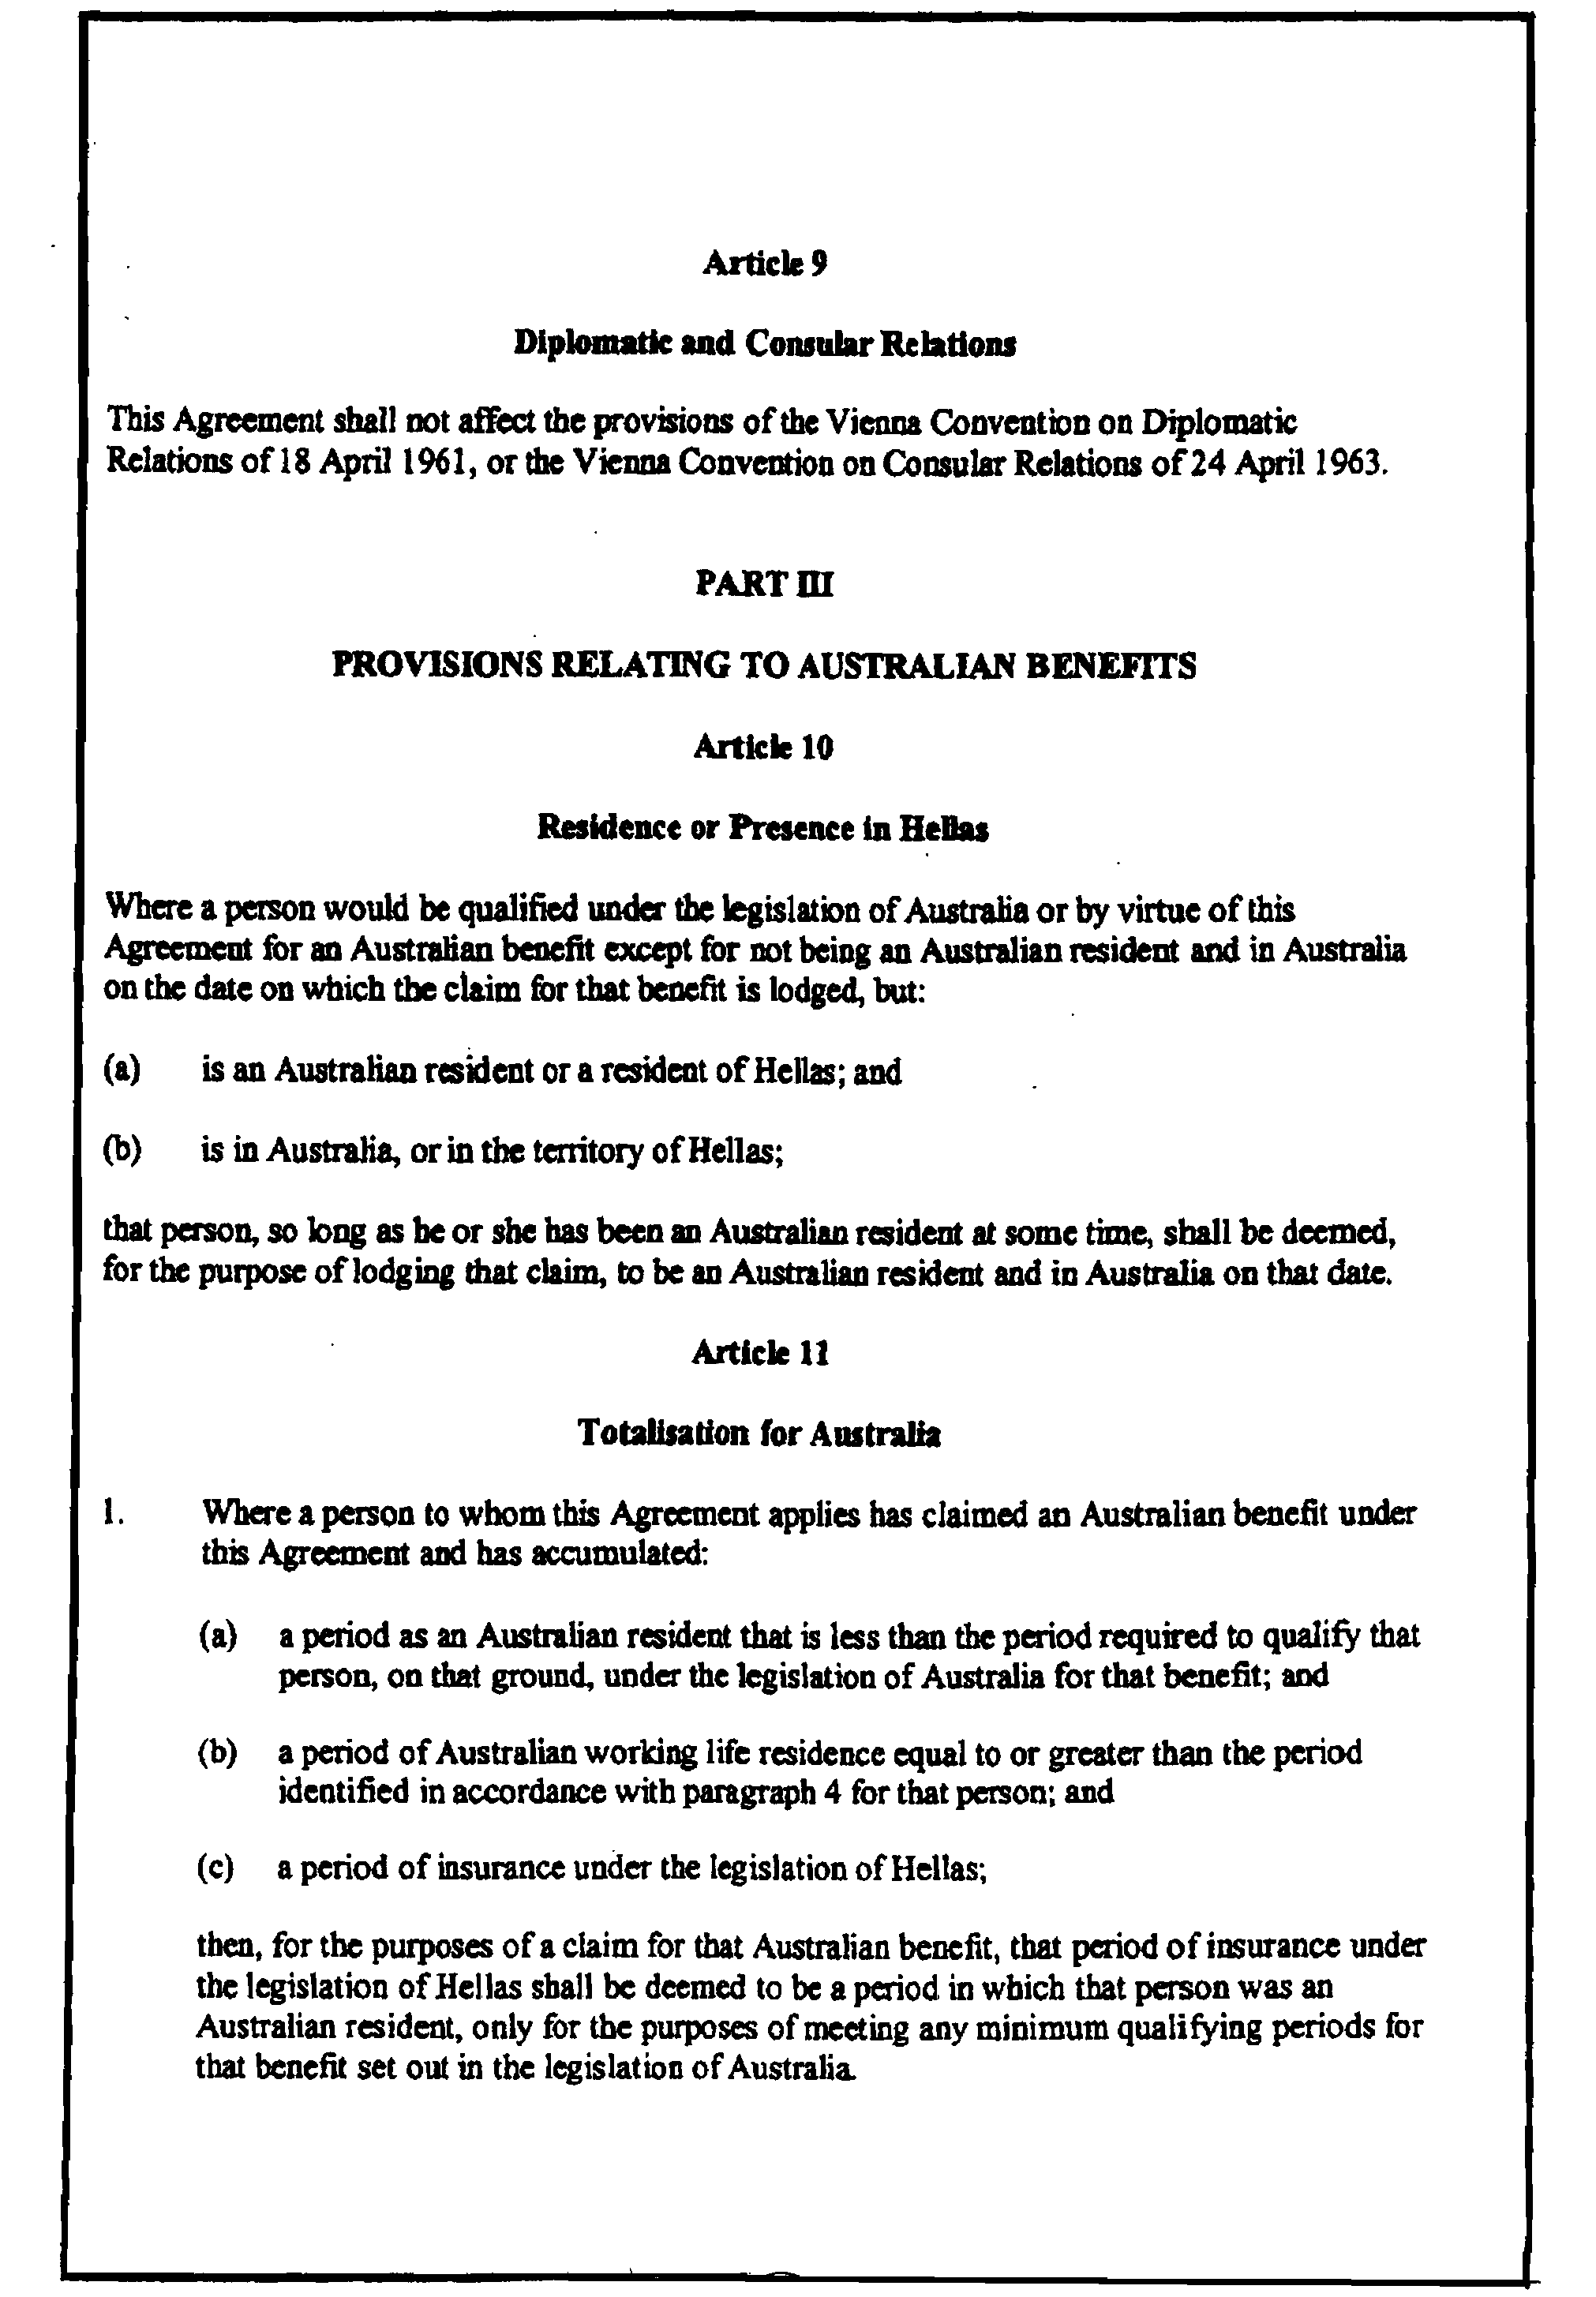 Article 9
Diplomatic and Consular Relations
This Agreement shall not affect the provisions of the Vienna Convention on Diplomatic
Relations of 18 April 1961, or the Vienna Convention on Consular Relations of 24 April 1963.
PART III
PROVISIONS RELATING TO AUSTRALIAN BENEFITS
Article 10
Residence or Presence in Hellas
Where a person would be qualified under the legislation of Australia or by virtue of this
Agreement for an Australian benefit except for not being an Australian resident and in Australia
on the date on which the claim for that benefit is lodged, but:
(a) is an Australian resident or a resident of Hellas; and
(b) is in Australia, or in the territory of Hellas;
that person, so long as he or she has been an Australian resident at some time, shall be deemed,
for the purpose of lodging that claim, to be an Australian resident and in Australia on that date.
Article 11
Totalisation for Australia
1. Where a person to whom this Agreement applies has claimed an Australian benefit under
this Agreement and has accumulated:
(a) a period as an Australian resident that is less than the period required to qualify that
person, on that ground, under the legislation of Australia for that benefit; and
(b) a period of Australian working life residence equal to or greater than the period
identified in accordance with paragraph 4 for that person; and
(c) a period of insurance under the legislation of Hellas;
then, for the purposes of a claim for that Australian benefit, that period of insurance under
the legislation of Hellas shall be deemed to be a period in which that person was an
Australian resident, only for the purposes of meeting any minimum qualifying periods for
that benefit set out in the legislation of Australia.